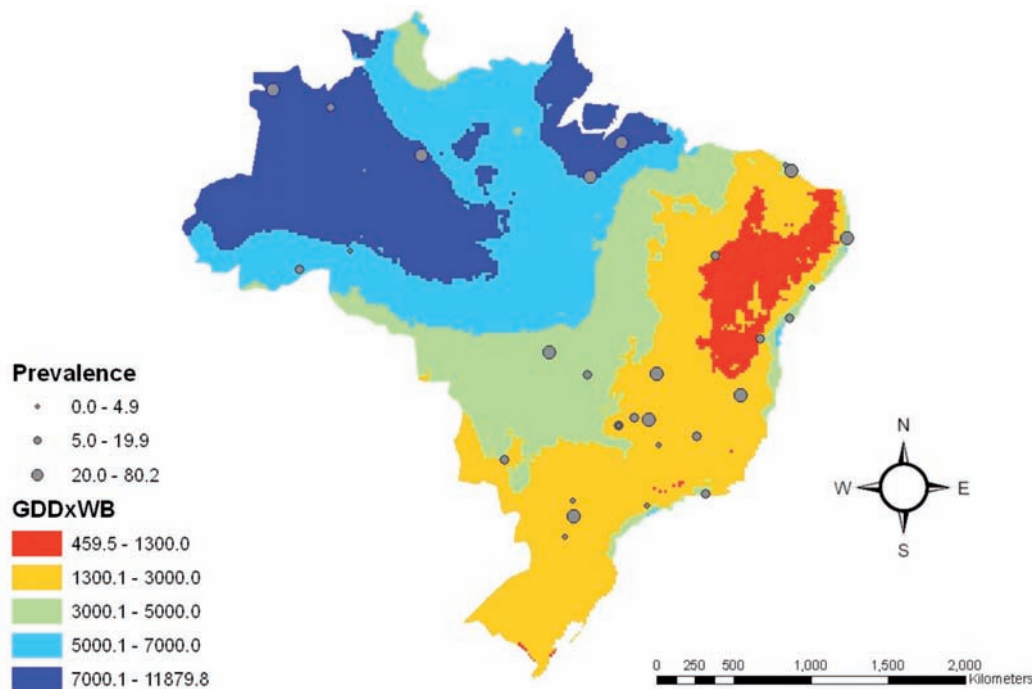 Prevalence
0.0 - 4.9
5.0 - 19.9
20.0 - 80.2
GDDxWB
459.5 - 1300.0
1300.1 - 3000.0
3000.1 - 5000.0
5000.1 - 7000.0
7000.1 - 11879.8
N
W E
S
0 250 500 1,000 1,500 2,000
Kilometers